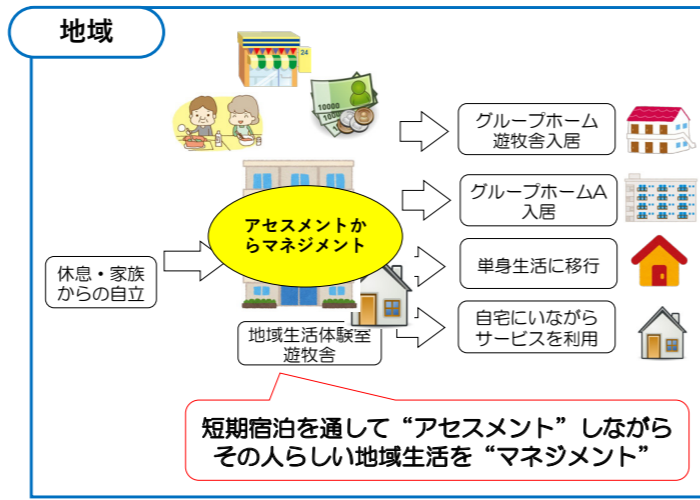 地域
24
10000
10000
10000
グループホーム
遊牧舎入居
グループホームA
入居
アセスメントか
らマネジメント
単身生活に移行
休息・家族
からの自立
自宅にいながら
サービスを利用
地域生活体験室
遊牧舎
短期宿泊を通して“アセスメント”しながら
その人らしい地域生活を“マネジメント”